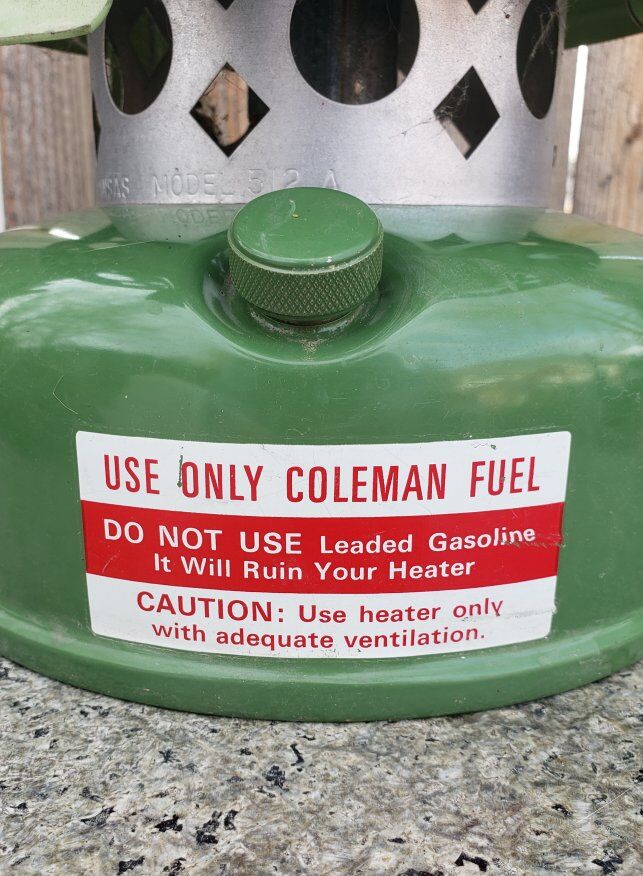 MODEL 512 A
USE ONLY COLEMAN FUEL
DO NOT USE Leaded Gasoline
It Will Ruin Your Heater
CAUTION: Use heater only
with adequate ventilation.